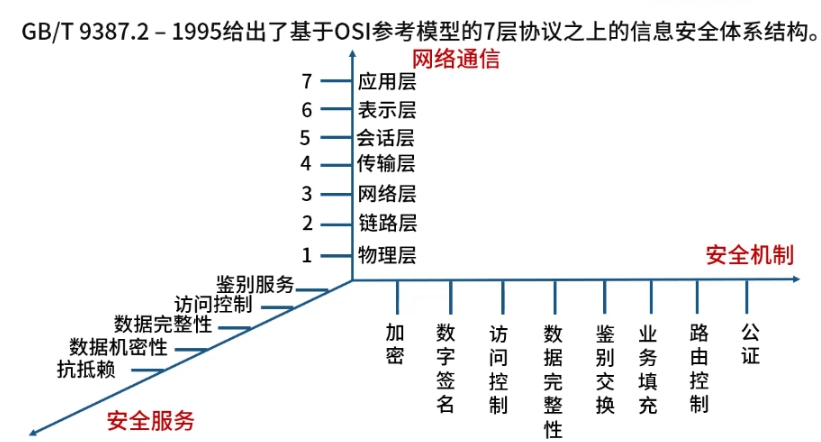 GB/T 9387.2 – 1995给出了基于OSI参考模型的7层协议之上的信息安全体系结构。
网络通信
7 应用层
6 表示层
5 会话层
4 传输层
3 网络层
2 链路层
1 物理层
安全机制
鉴别服务
访问控制
数据完整性
数据机密性
抗抵赖
安全服务
加密
数字签名
访问控制
数据完整性
鉴别交换
业务填充
路由控制
公证